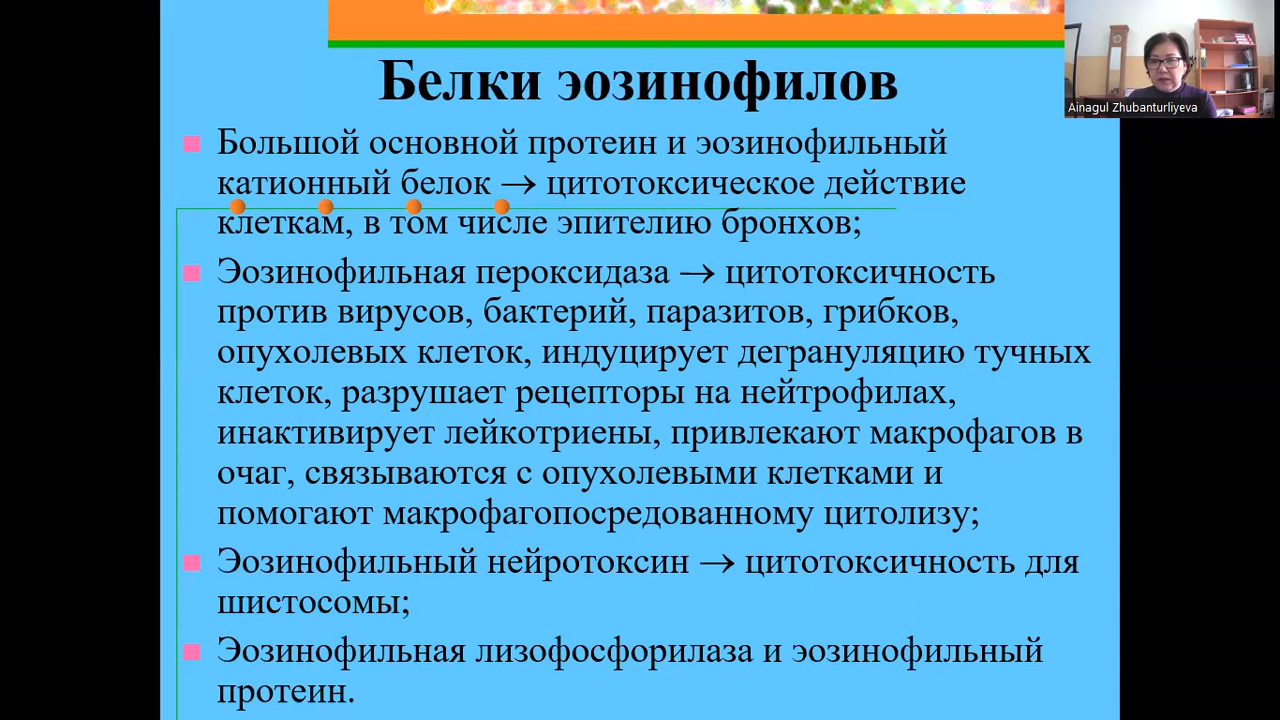 Белки эозинофилов
Большой основной протеин и эозинофильный
катионный белок → цитотоксическое действие
клеткам, в том числе эпителию бронхов;
Эозинофильная пероксидаза → цитотоксичность
против вирусов, бактерий, паразитов, грибков,
опухолевых клеток, индуцирует дегрануляцию тучных
клеток, разрушает рецепторы на нейтрофилах,
инактивирует лейкотриены, привлекают макрофагов в
очаг, связываются с опухолевыми клетками и
помогают макрофагопосредованному цитолизу;
Эозинофильный нейротоксин → цитотоксичность для
шистосомы;
Эозинофильная лизофосфорилаза и эозинофильный
протеин.
Ainagul Zhubanturliyeva